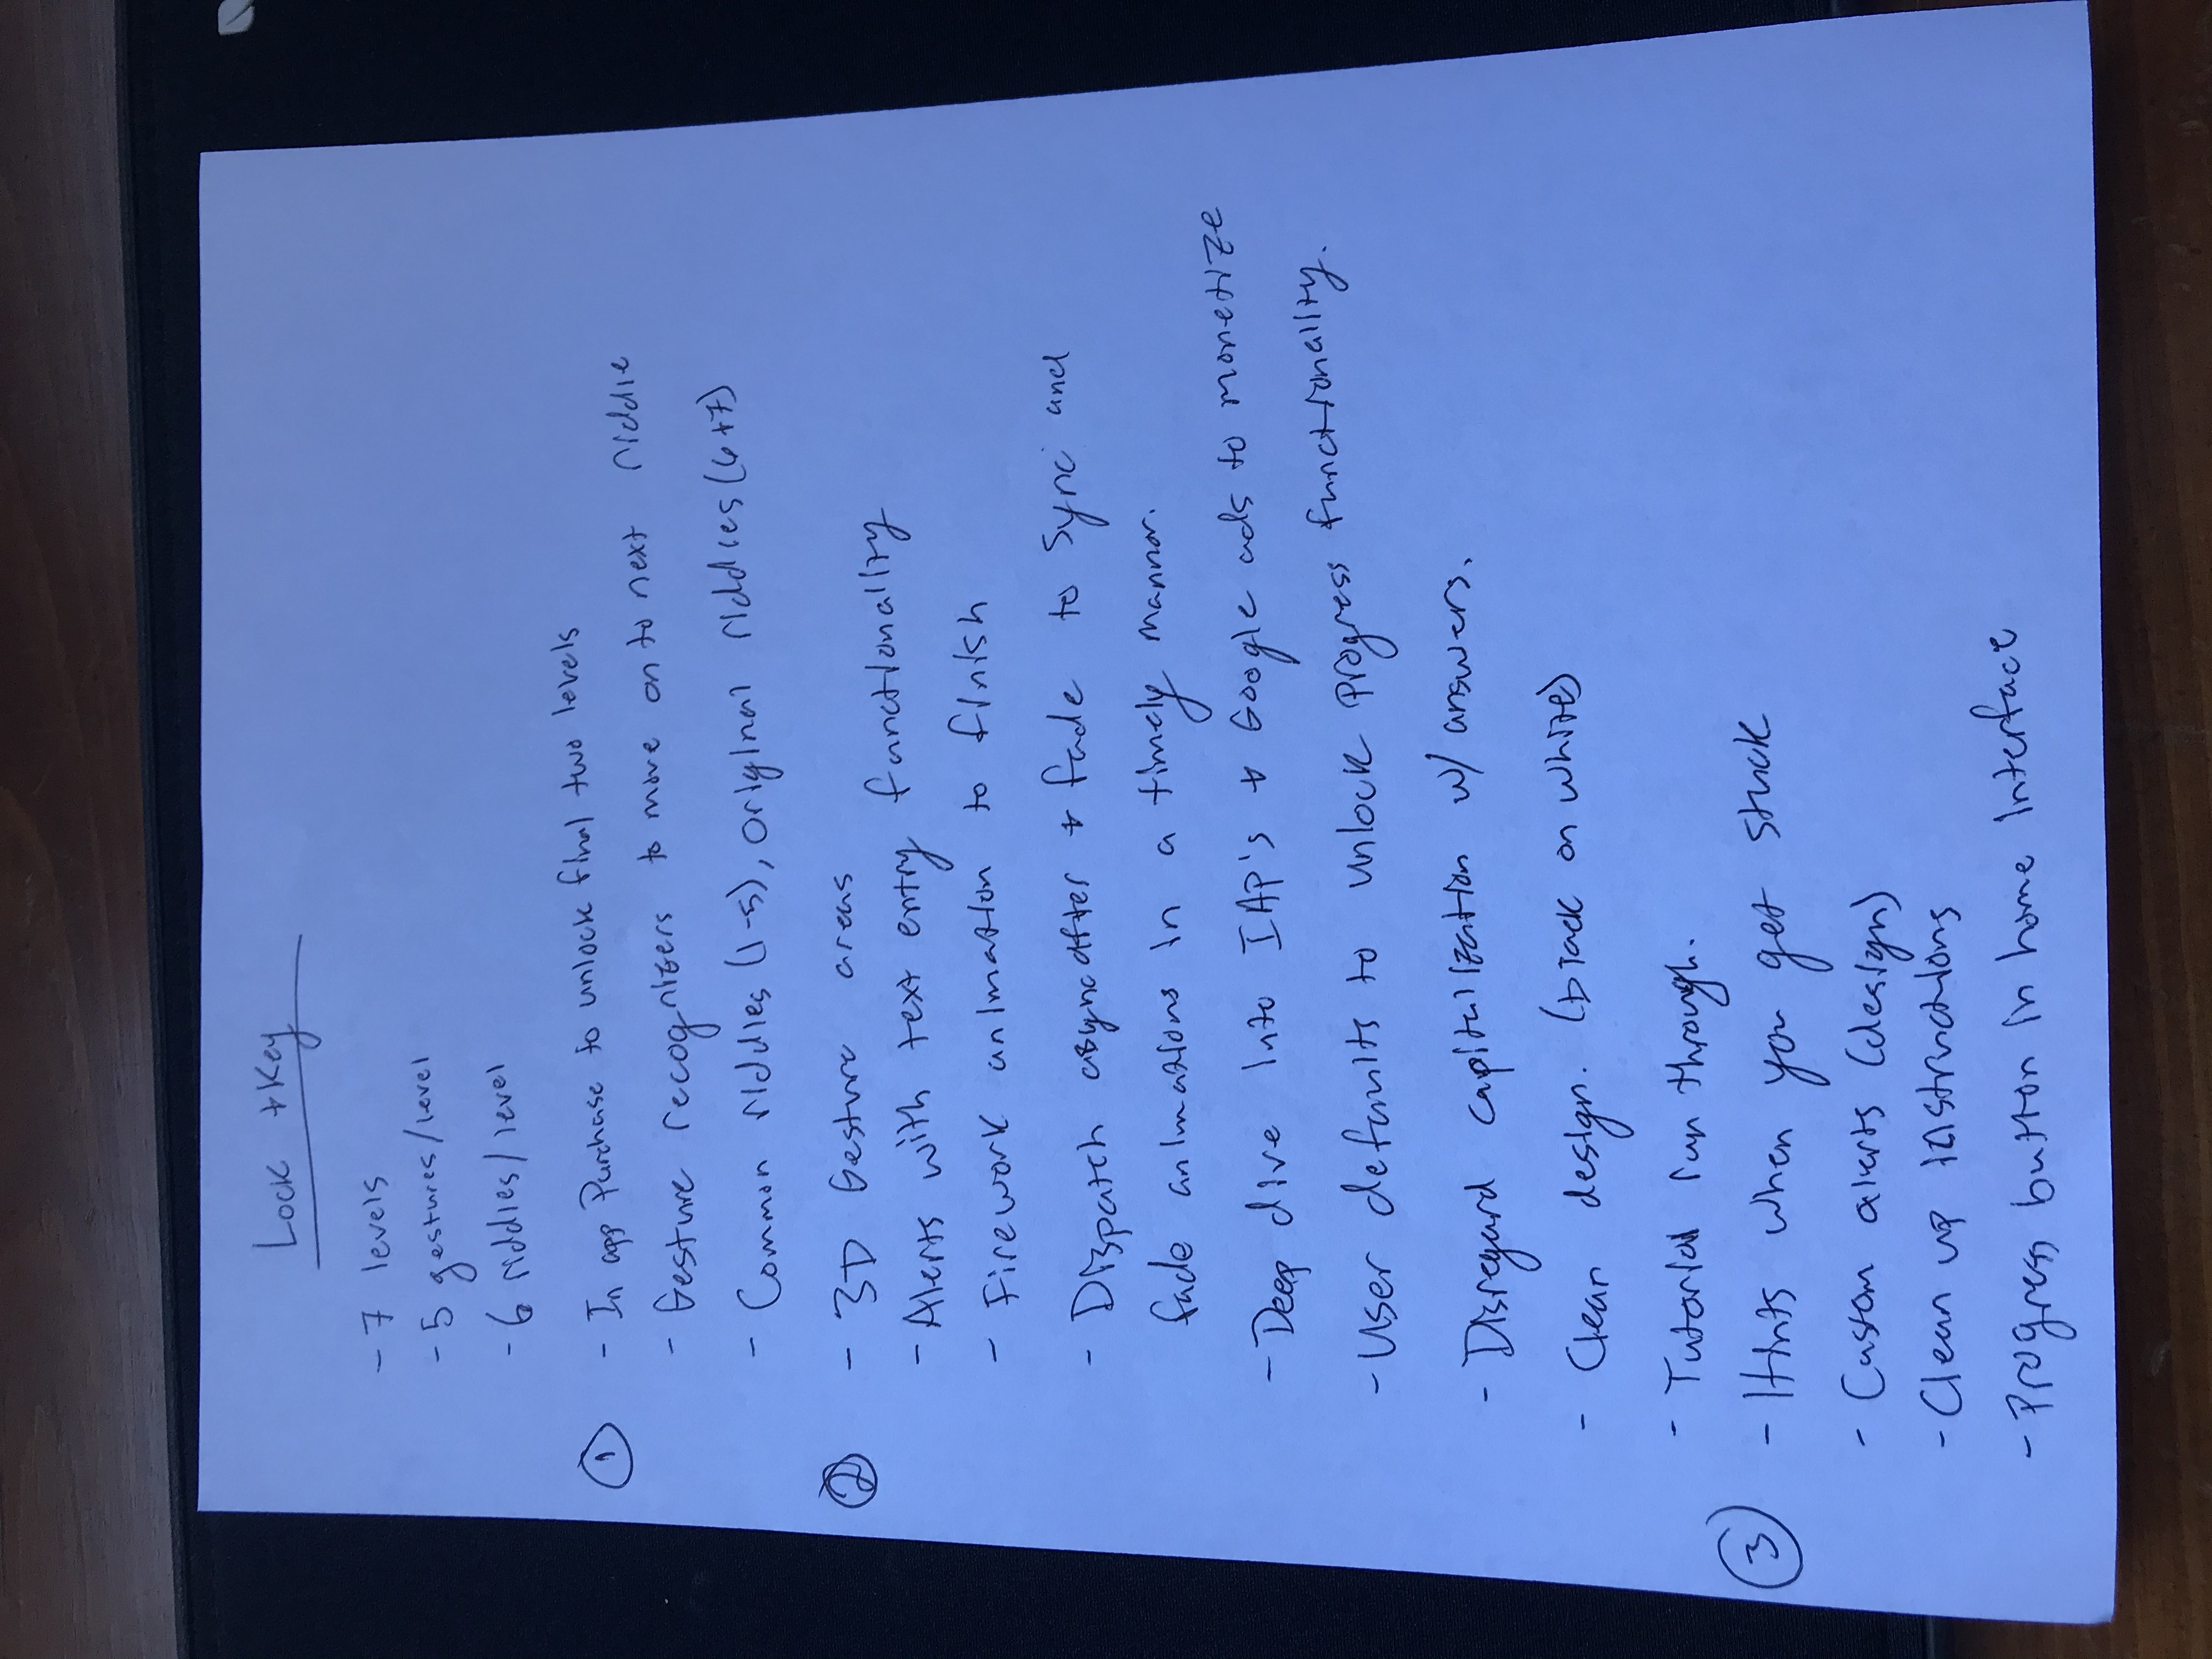 Lock + Key
- 7 levels
- 5 gestures/level
- 6 riddles/level
① - In app Purchase to unlock final two levels
- Gesture recognizers to move on to next riddle
- Common riddles (1-5), original riddles (6+7)
② - 3D Gesture areas
- Alerts with text entry functionality
- Firework animation to finish
- Dispatch async after + fade to sync and
fade animations in a timely mannor.
- Deep dive into IAP's + Google ads to monetize
- User defaults to unlock progress functionality.
- Disregard capitalization w/ answers.
- Clean design. (black on white)
- Tutorial run through.
③ - Hints when you get stuck
- Custom alerts (design)
- Clean up instructions
- Progress button in home interface